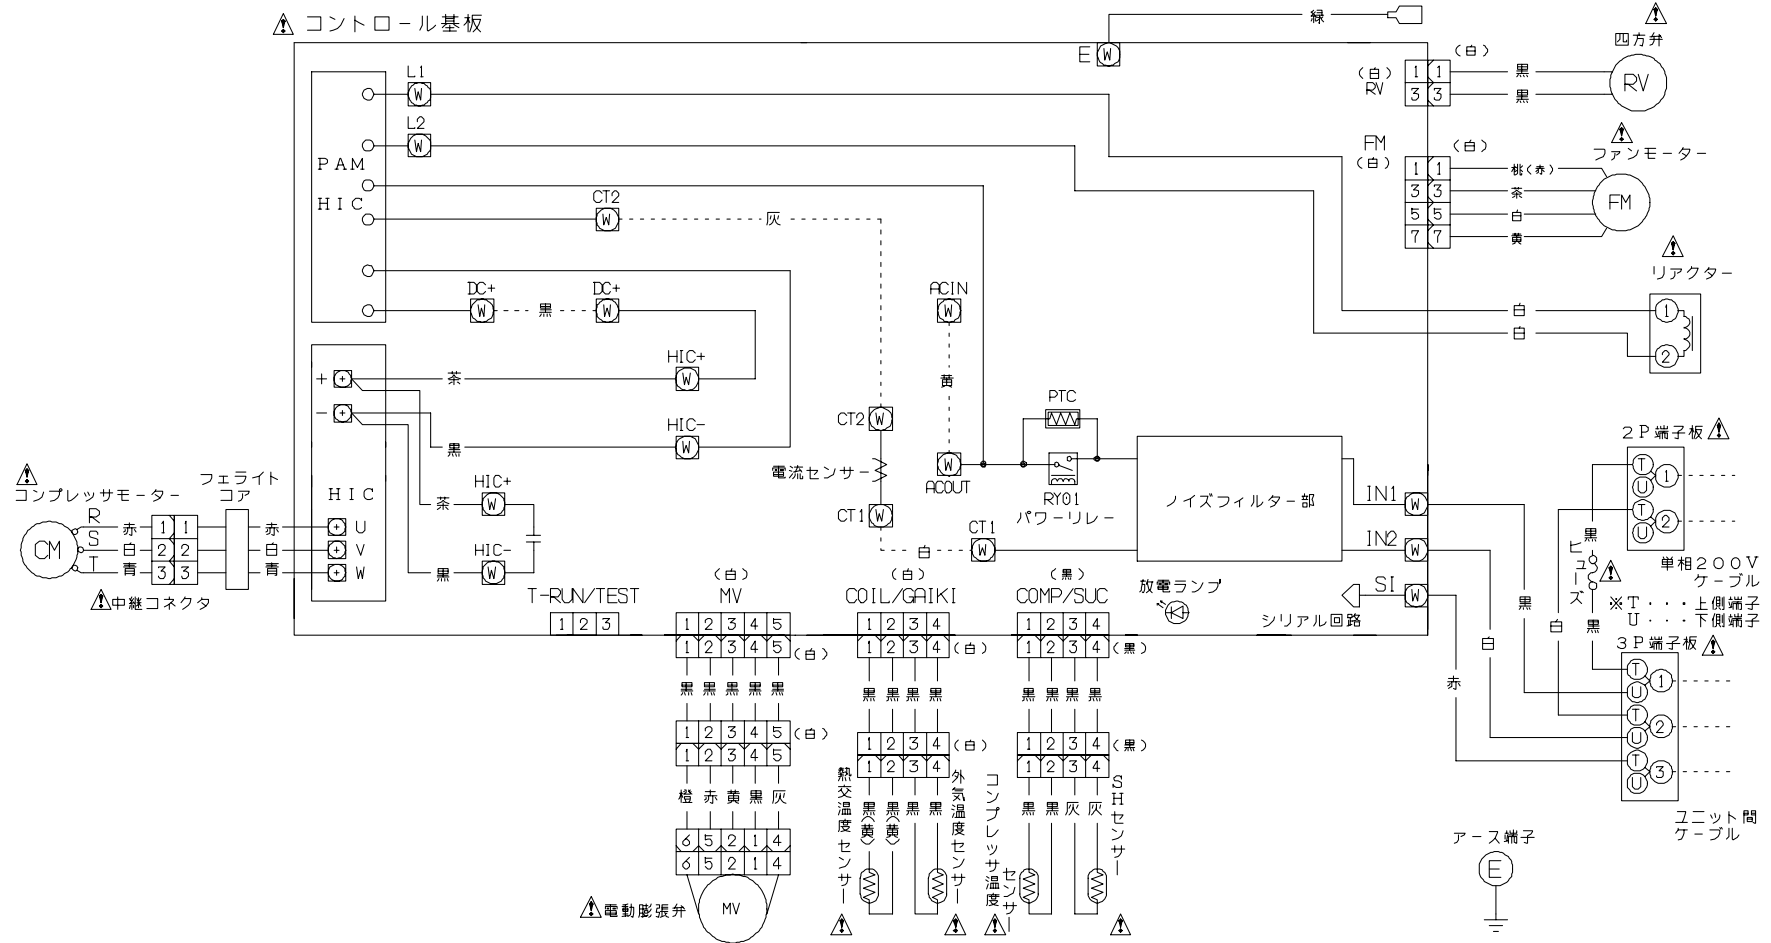 コントロール基板
緑
E
W
四方弁
RV
(白)
(白)
RV
1 1
3 3
黒
黒
FM
(白)
(白)
ファンモーター
FM
1 1
3 3
5 5
7 7
桃(赤)
茶
白
黄
リアクター
1
2
白
白
L1
W
L2
W
PAM
HIC
CT2
W
灰
DC+
W
黒
DC+
W
ACIN
W
黄
HIC+
W
茶
HIC-
W
黒
CT2
W
電流センサー
CT1
W
W
ACOUT
PTC
RY01
パワーリレー
ノイズフィルター部
IN1
W
IN2
W
CT1
W
白
SI
W
シリアル回路
放電ランプ
+
-
HIC
HIC+
W
茶
HIC-
W
黒
U
V
W
コンプレッサモーター
CM
R
S
T
赤
白
青
1 1
2 2
3 3
フェライト
コア
赤
白
青
中継コネクタ
T-RUN/TEST
1 2 3
(白)
MV
1 2 3 4 5
1 2 3 4 5
(白)
黒 黒 黒 黒 黒
1 2 3 4 5
(白)
1 2 3 4 5
橙 赤 黄 黒 灰
6 5 2 1 4
6 5 2 1 4
MV
電動膨張弁
(白)
COIL/GAIKI
1 2 3 4
1 2 3 4
(白)
黒 黒 黒 黒
1 2 3 4
(白)
1 2 3 4
黒(黄) 黒(黄) 黒 黒
熱交温度センサー
外気温度センサー
(黒)
COMP/SUC
1 2 3 4
1 2 3 4
(黒)
黒 黒 黒 黒
1 2 3 4
(黒)
1 2 3 4
黒 黒 灰 灰
コンプレッサ温度
センサー
SHセンサー
2P端子板
T
U
1
T
U
2
単相200V
ケーブル
※T・・・上側端子
U・・・下側端子
黒
ヒューズ
黒
白
黒
白
赤
3P端子板
T
U
1
T
U
2
T
U
3
ユニット間
ケーブル
アース端子
E